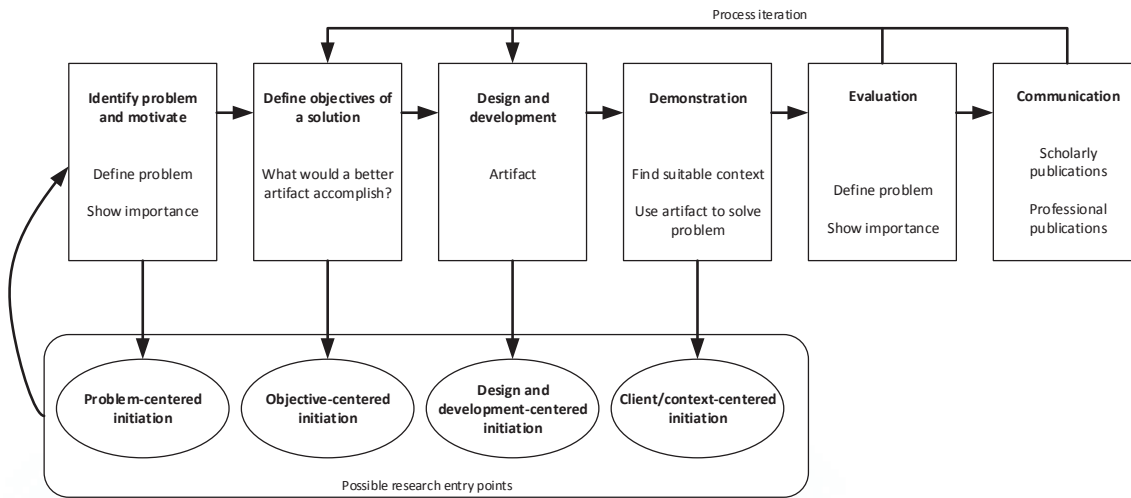 Process iteration
Identify problem
and motivate
Define problem
Show importance
Define objectives of
a solution
What would a better
artifact accomplish?
Design and
development
Artifact
Demonstration
Find suitable context
Use artifact to solve
problem
Evaluation
Define problem
Show importance
Communication
Scholarly
publications
Professional
publications
Problem-centered
initiation
Objective-centered
initiation
Design and
development-centered
initiation
Client/context-centered
initiation
Possible research entry points